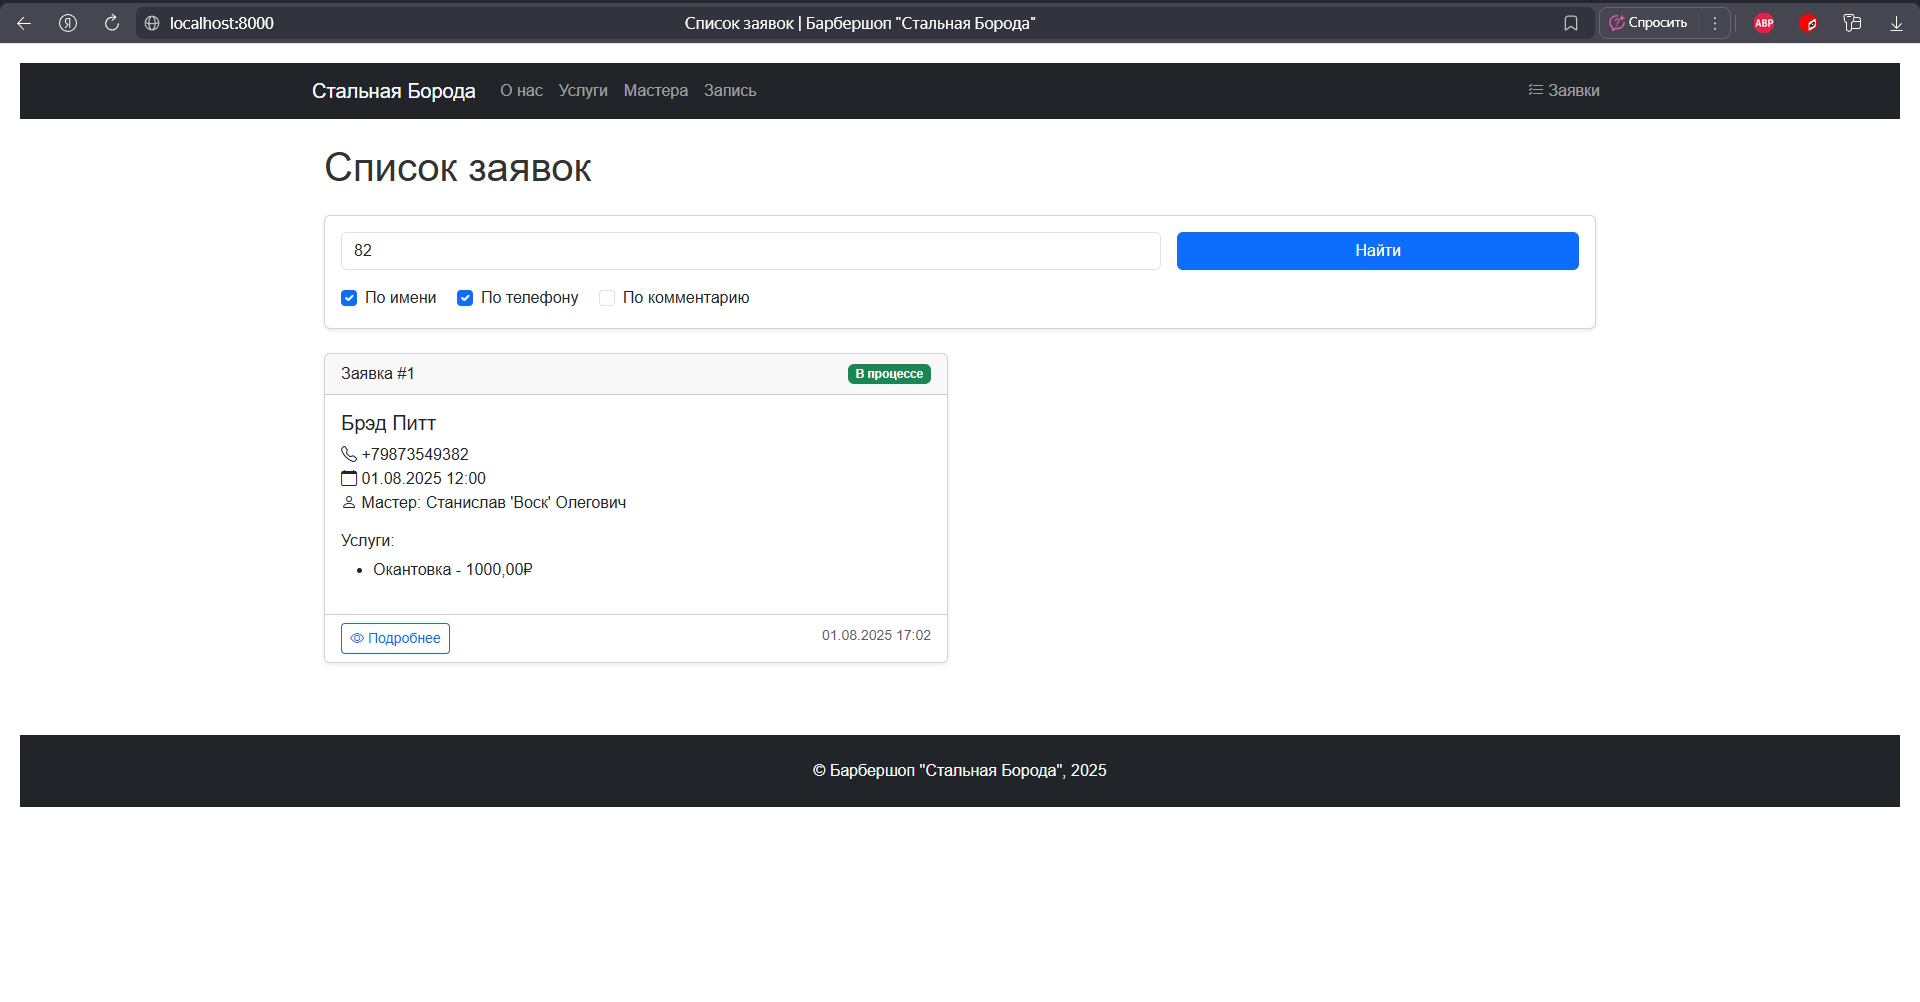 localhost:8000
Список заявок | Барбершоп "Стальная Борода"
Спросить
ABP
Стальная Борода О нас Услуги Мастера Запись Заявки
Список заявок
82 Найти
По имени По телефону По комментарию
Заявка #1 В процессе
Брэд Питт
+79873549382
01.08.2025 12:00
Мастер: Станислав 'Воск' Олегович
Услуги:
• Окантовка - 1000,00₽
Подробнее 01.08.2025 17:02
© Барбершоп "Стальная Борода", 2025